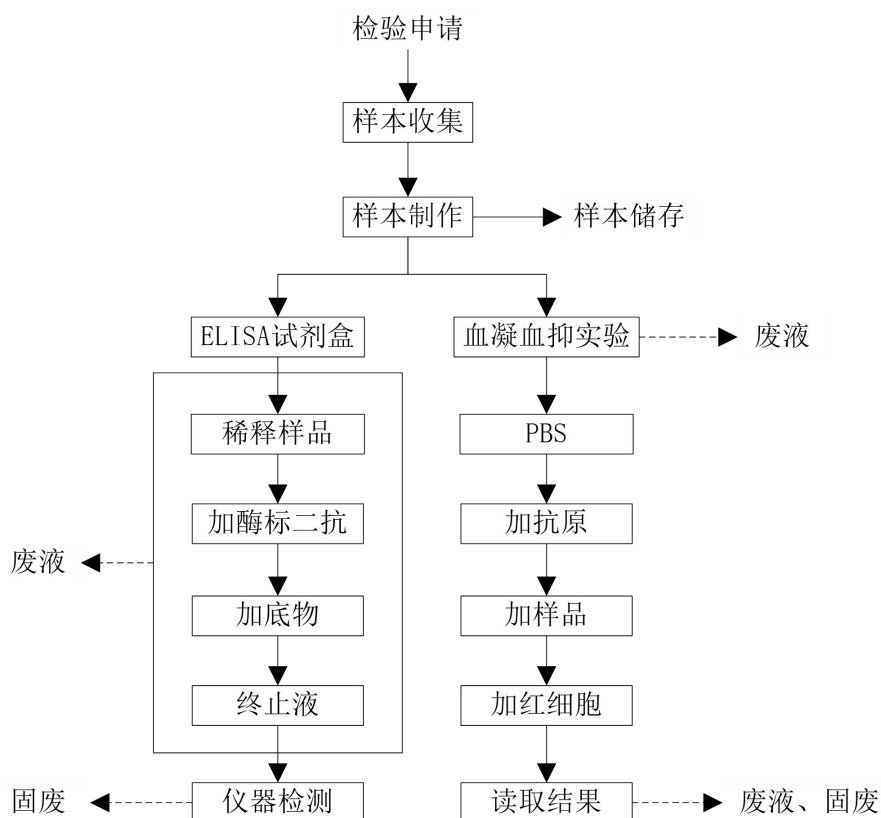 检验申请
样本收集
样本制作
样本储存
ELISA试剂盒
血凝血抑实验
废液
稀释样品
PBS
加酶标二抗
加抗原
废液
加底物
加样品
终止液
加红细胞
固废
仪器检测
读取结果
废液、固废